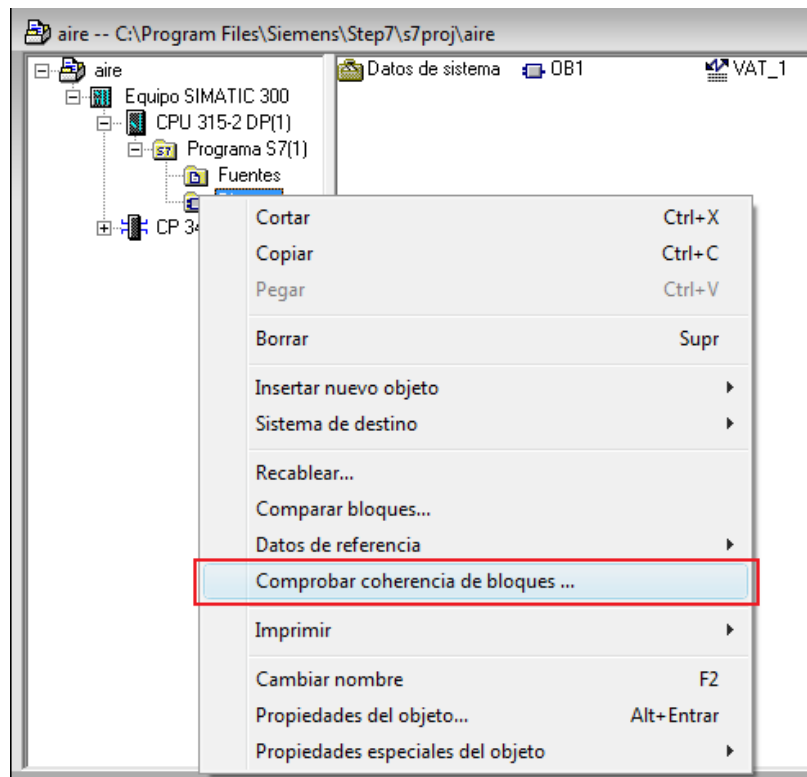 aire -- C:\Program Files\Siemens\Step7\s7proj\aire
aire
Equipo SIMATIC 300
CPU 315-2 DP(1)
Programa S7(1)
Fuentes
CP 34
Datos de sistema
OB1
VAT_1
Cortar Ctrl+X
Copiar Ctrl+C
Pegar Ctrl+V
Borrar Supr
Insertar nuevo objeto
Sistema de destino
Recablear...
Comparar bloques...
Datos de referencia
Comprobar coherencia de bloques ...
Imprimir
Cambiar nombre F2
Propiedades del objeto... Alt+Entrar
Propiedades especiales del objeto